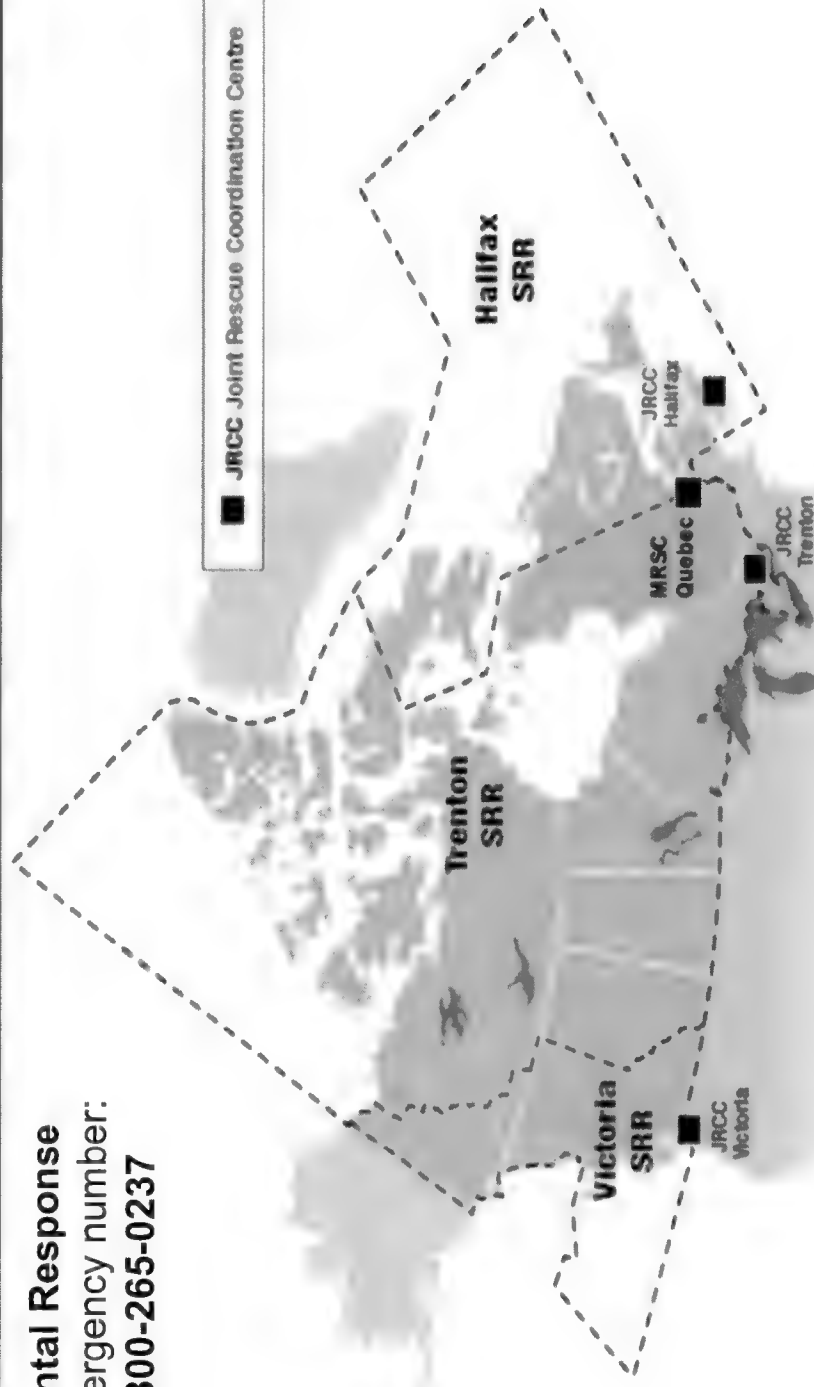 ntal Response
ergency number:
300-265-0237
JRCC Joint Rescue Coordination Centre
Trenton
SRR
Halifax
SRR
Victoria
SRR
JRCC
Victoria
MRSC
Quebec
JRCC
Halifax
JRCC
Trenton